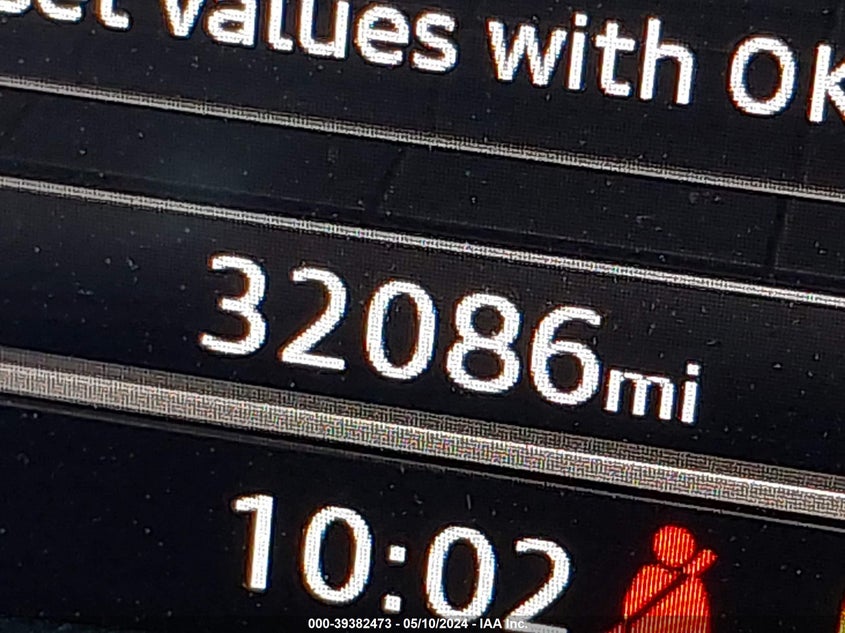 values with OK
32086mi
10:02
000-39382473 - 05/10/2024 - IAA Inc.